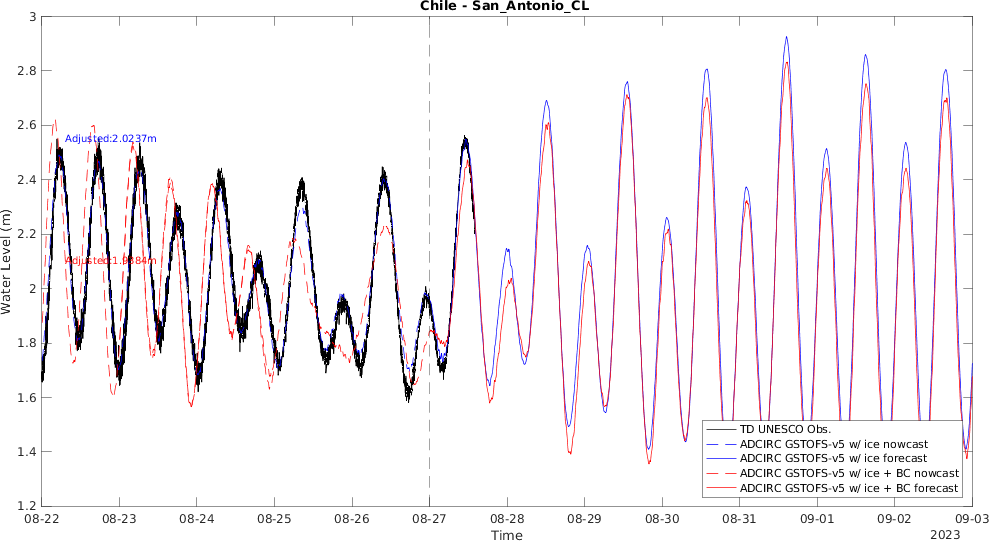 Chile - San_Antonio_CL
3
2.8
2.6
2.4
2.2
2
1.8
1.6
1.4
1.2
Water Level (m)
Adjusted:2.0237m
TD UNESCO Obs.
ADCIRC GSTOFS-v5 w/ ice nowcast
ADCIRC GSTOFS-v5 w/ ice forecast
ADCIRC GSTOFS-v5 w/ ice + BC nowcast
ADCIRC GSTOFS-v5 w/ ice + BC forecast
08-22 08-23 08-24 08-25 08-26 08-27 08-28 08-29 08-30 08-31 09-01 09-02 09-03
Time
2023